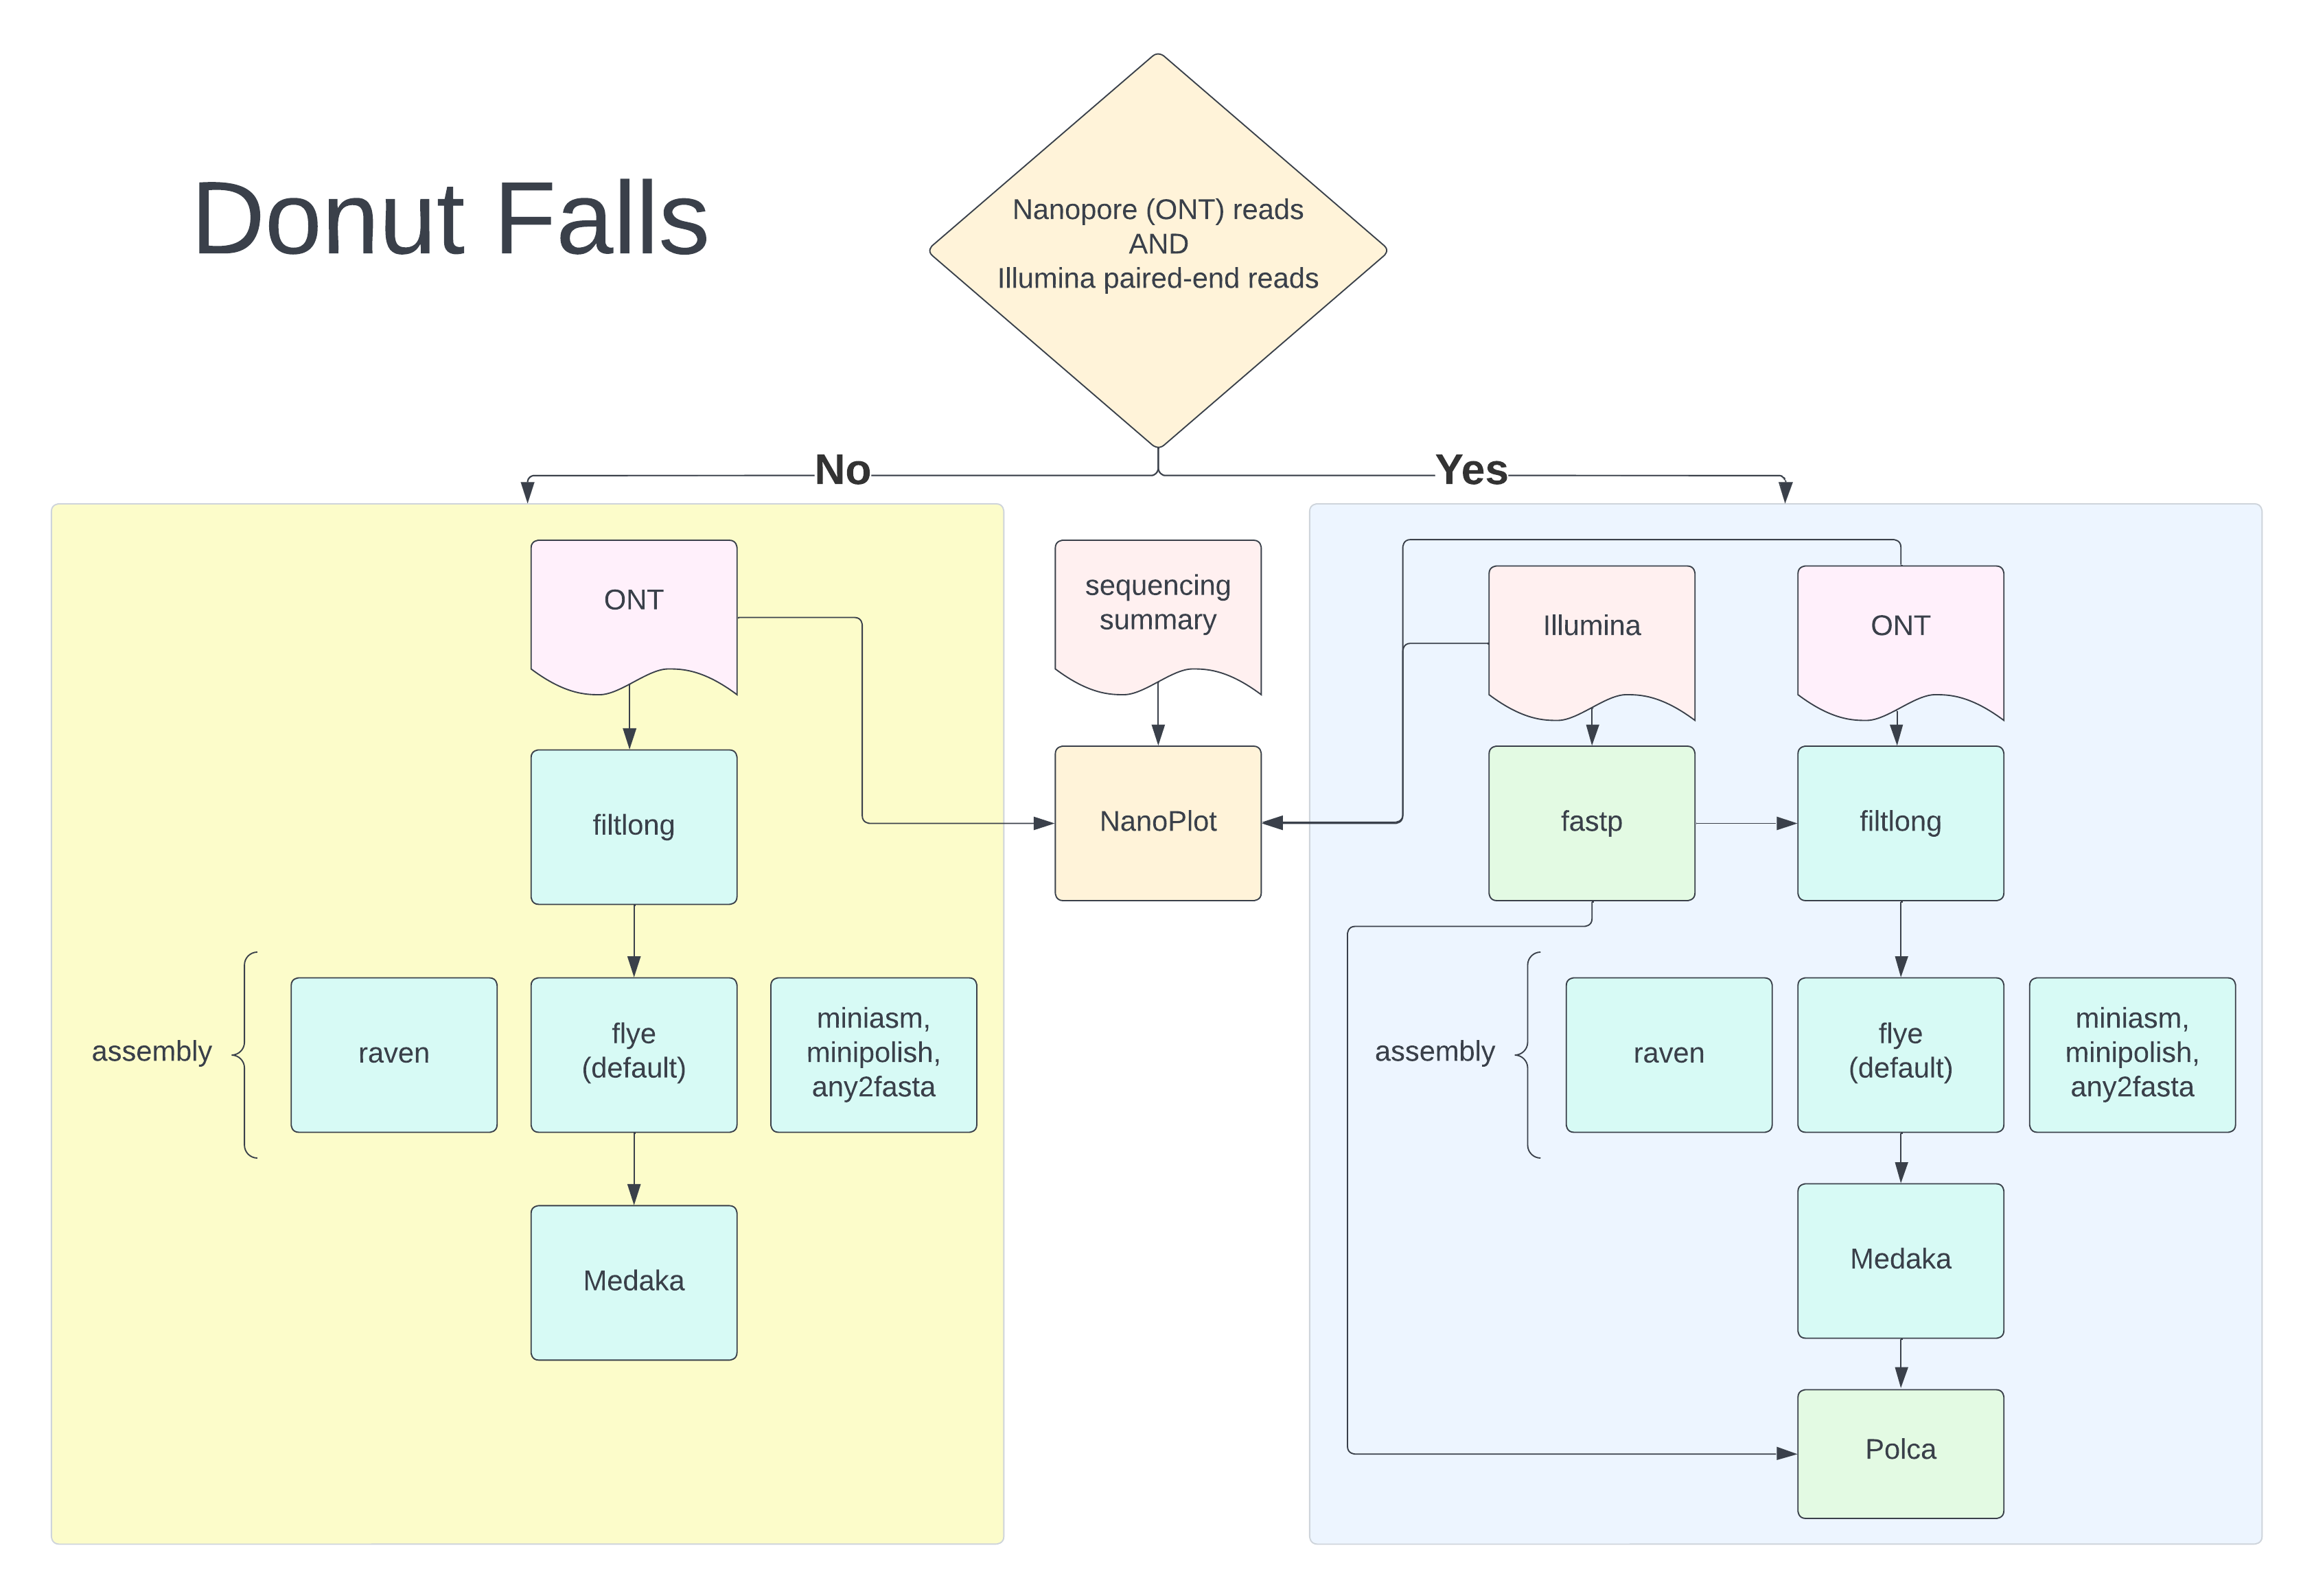 Donut Falls
Nanopore (ONT) reads
AND
Illumina paired-end reads
No
Yes
ONT
filtlong
assembly
raven
flye
(default)
miniasm,
minipolish,
any2fasta
Medaka
sequencing
summary
NanoPlot
Illumina
ONT
fastp
filtlong
assembly
raven
flye
(default)
miniasm,
minipolish,
any2fasta
Medaka
Polca